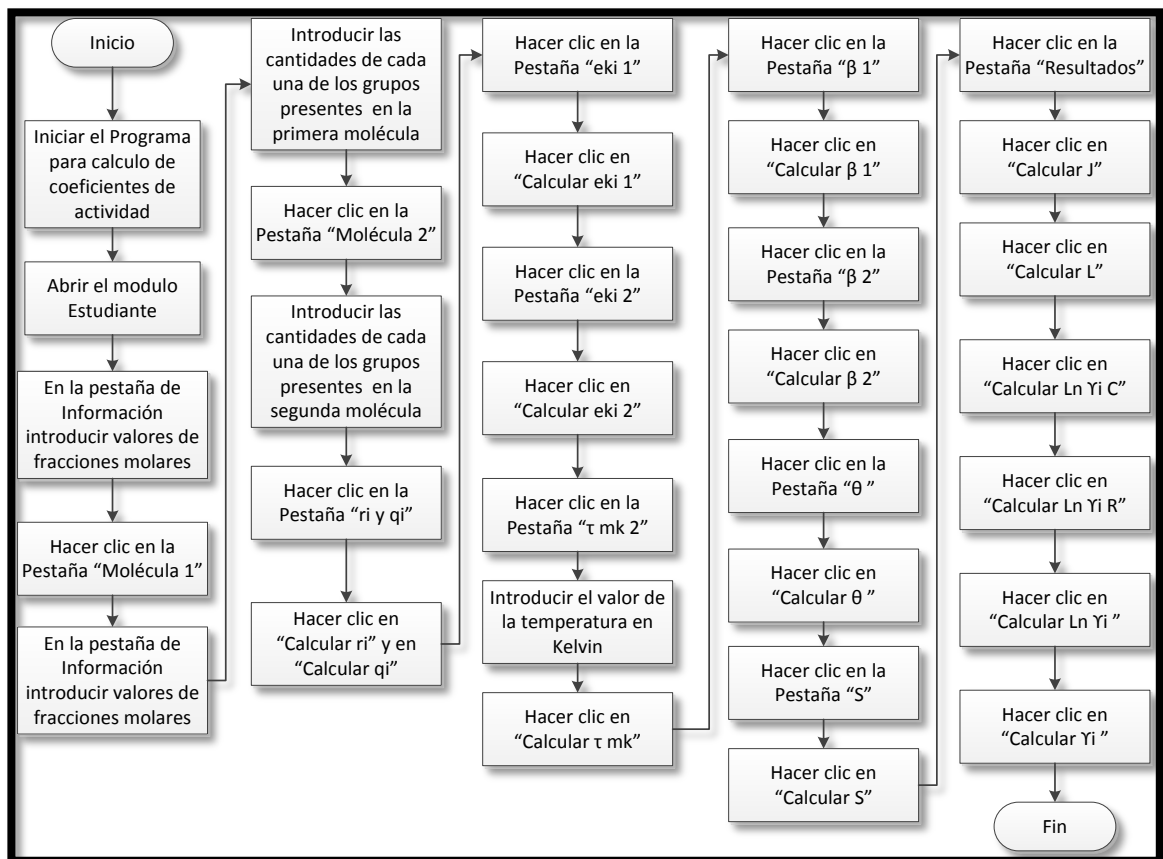 Inicio
Iniciar el Programa
para calculo de
coeficientes de
actividad
Abrir el modulo
Estudiante
En la pestaña de
Información
introducir valores de
fracciones molares
Hacer clic en la
Pestaña “Molécula 1”
En la pestaña de
Información
introducir valores de
fracciones molares
Introducir las
cantidades de cada
una de los grupos
presentes en la
primera molécula
Hacer clic en la
Pestaña “Molécula 2”
Introducir las
cantidades de cada
una de los grupos
presentes en la
segunda molécula
Hacer clic en la
Pestaña “ri y qi”
Hacer clic en
“Calcular ri” y en
“Calcular qi”
Hacer clic en la
Pestaña “eki 1”
Hacer clic en
“Calcular eki 1”
Hacer clic en la
Pestaña “eki 2”
Hacer clic en
“Calcular eki 2”
Hacer clic en la
Pestaña “τ mk 2”
Introducir el valor de
la temperatura en
Kelvin
Hacer clic en
“Calcular τ mk”
Hacer clic en la
Pestaña “β 1”
Hacer clic en
“Calcular β 1”
Hacer clic en la
Pestaña “β 2”
Hacer clic en
“Calcular β 2”
Hacer clic en la
Pestaña “θ ”
Hacer clic en
“Calcular θ ”
Hacer clic en la
Pestaña “S”
Hacer clic en
“Calcular S”
Hacer clic en la
Pestaña “Resultados”
Hacer clic en
“Calcular J”
Hacer clic en
“Calcular L”
Hacer clic en
“Calcular Ln ϒi C”
Hacer clic en
“Calcular Ln ϒi R”
Hacer clic en
“Calcular Ln ϒi ”
Hacer clic en
“Calcular ϒi ”
Fin